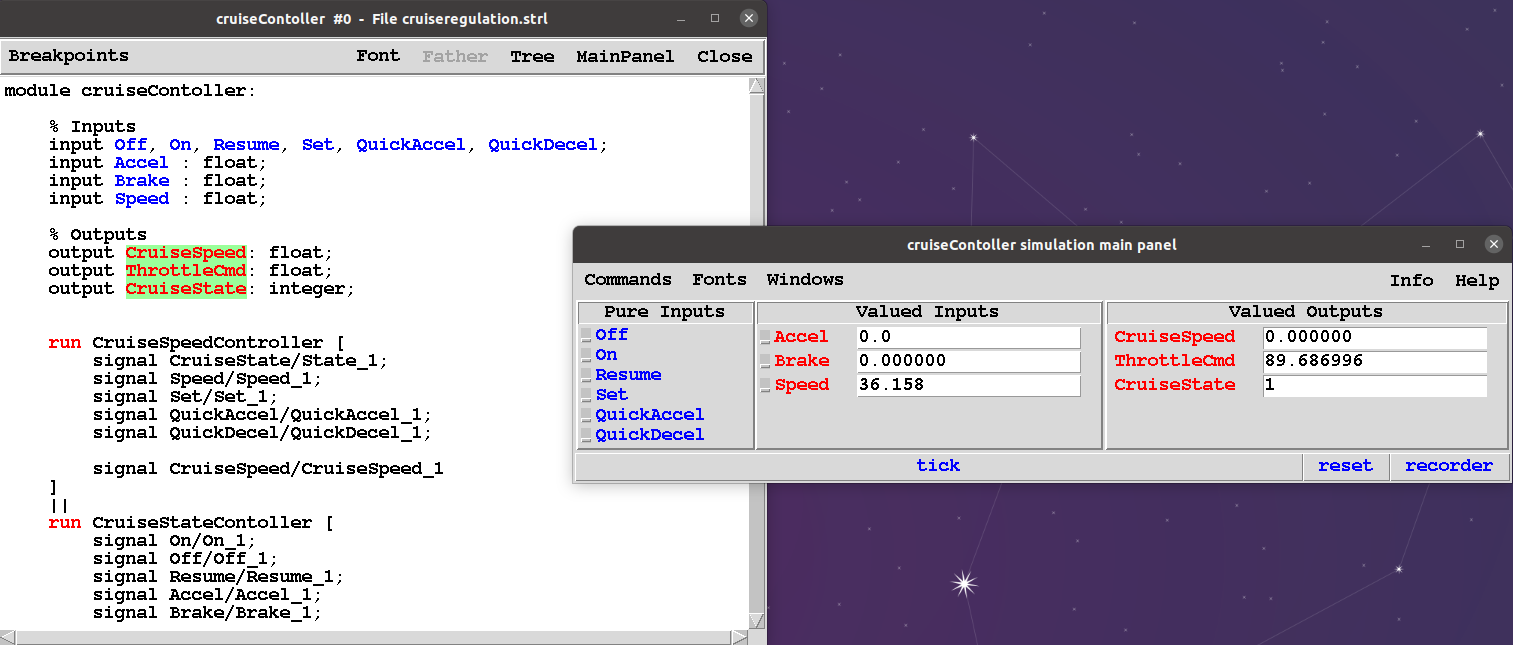 cruiseContoller #0 - File cruiseregulation.strl
Breakpoints Font Father Tree MainPanel Close
module cruiseContoller:
% Inputs
input Off, On, Resume, Set, QuickAccel, QuickDecel;
input Accel : float;
input Brake : float;
input Speed : float;
% Outputs
output CruiseSpeed: float;
output ThrottleCmd: float;
output CruiseState: integer;
run CruiseSpeedController [
signal CruiseState/State_1;
signal Speed/Speed_1;
signal Set/Set_1;
signal QuickAccel/QuickAccel_1;
signal QuickDecel/QuickDecel_1;
signal CruiseSpeed/CruiseSpeed_1
]
||
run CruiseStateContoller [
signal On/On_1;
signal Off/Off_1;
signal Resume/Resume_1;
signal Accel/Accel_1;
signal Brake/Brake_1;
cruiseContoller simulation main panel
Commands Fonts Windows Info Help
Pure Inputs
Off
On
Resume
Set
QuickAccel
QuickDecel
Valued Inputs
Accel 0.0
Brake 0.000000
Speed 36.158
Valued Outputs
CruiseSpeed 0.000000
ThrottleCmd 89.686996
CruiseState 1
tick reset recorder